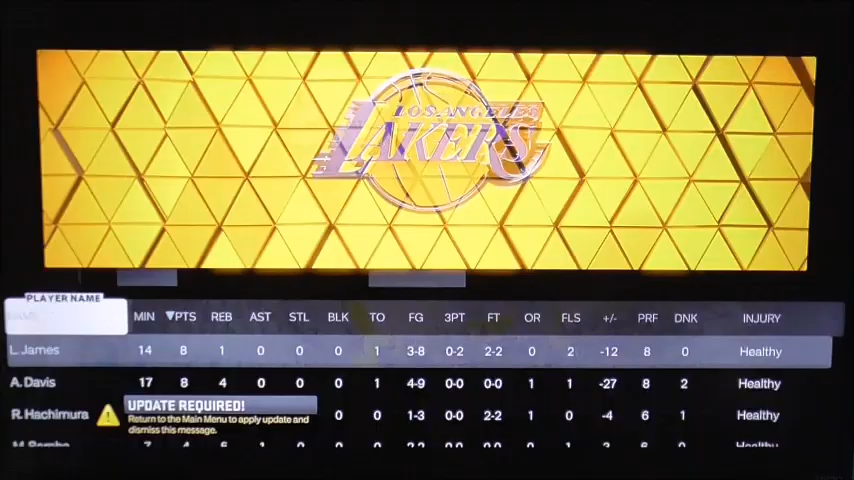 LOS ANGELES
LAKERS
PLAYER NAME
NAME MIN ▼PTS REB AST STL BLK TO FG 3PT FT OR FLS +/- PRF DNK INJURY
L. James 14 8 1 0 0 0 1 3-8 0-2 2-2 0 2 -12 8 0 Healthy
A. Davis 17 8 4 0 0 0 1 4-9 0-0 0-0 1 1 -27 8 2 Healthy
R. Hachimura 0 0 1-3 0-0 2-2 1 0 -4 6 1 Healthy
UPDATE REQUIRED!
Return to the Main Menu to apply update and
dismiss this message.